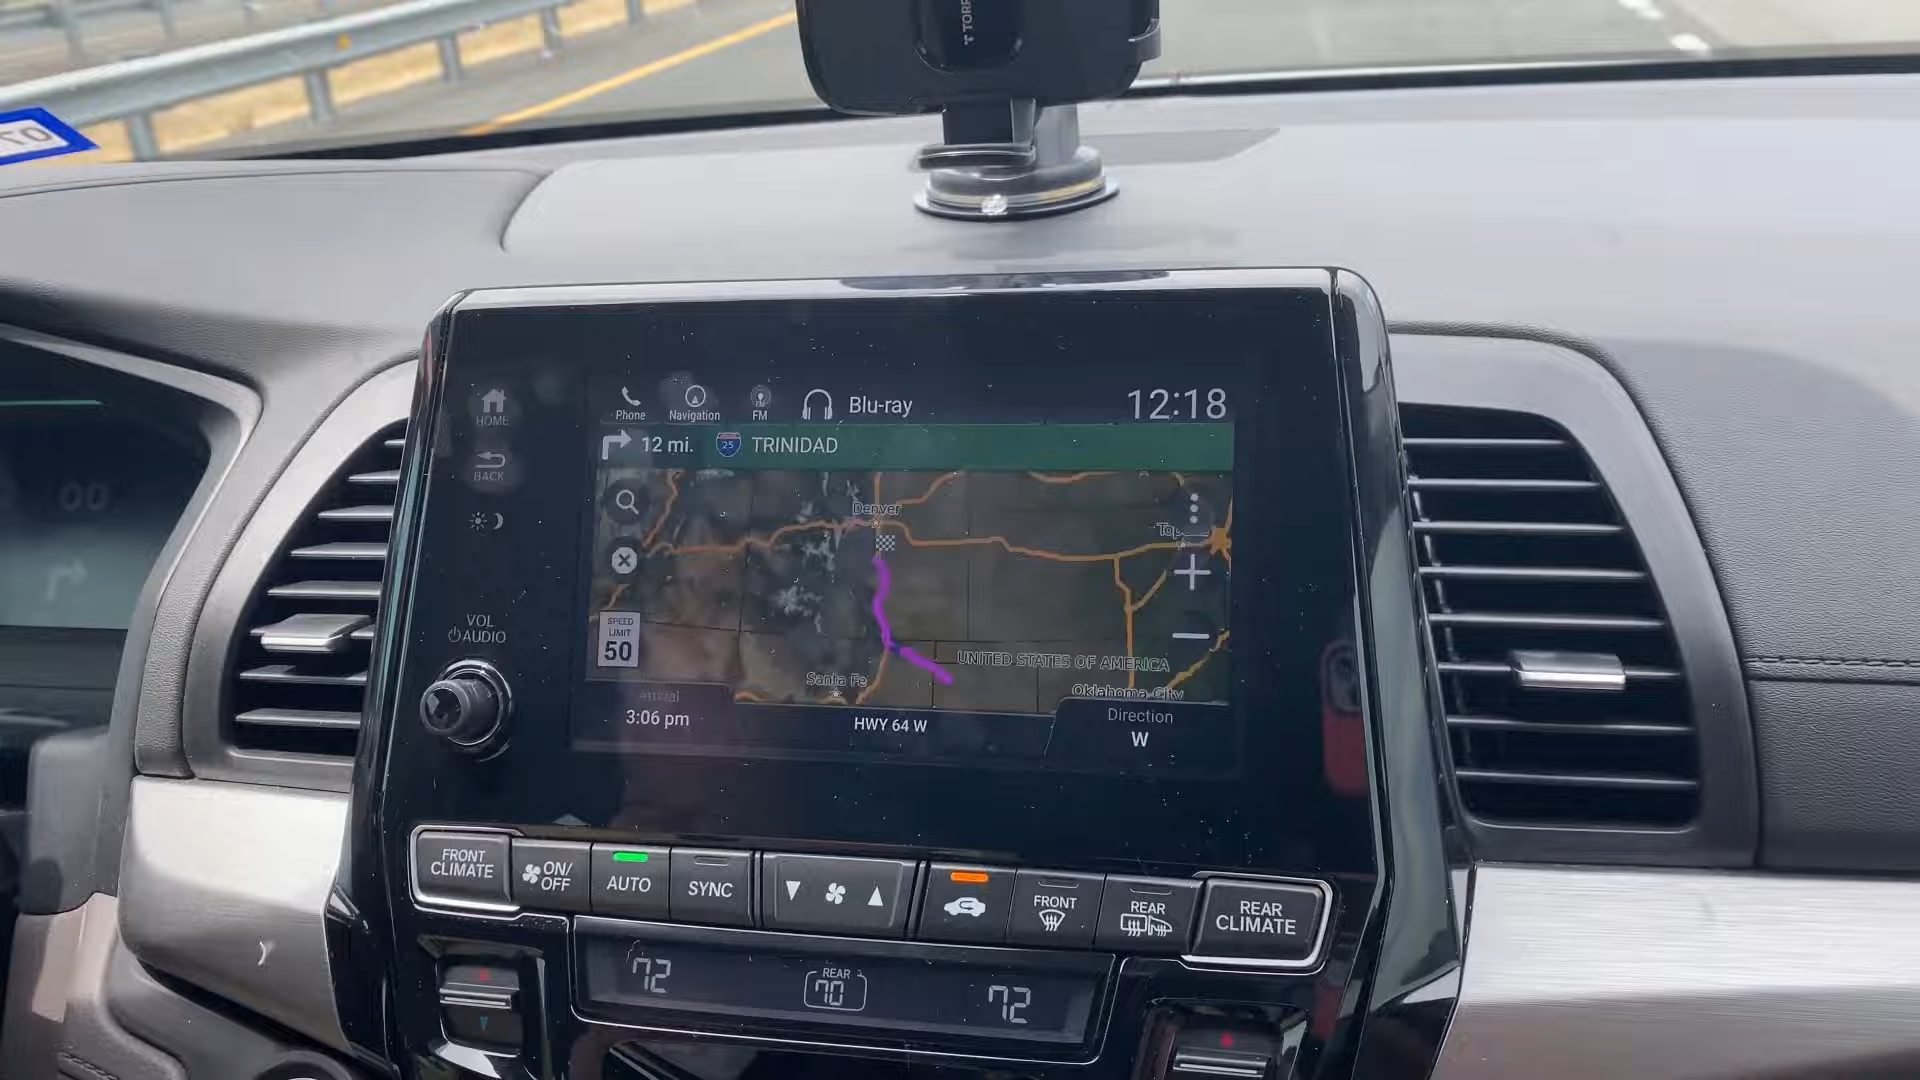 HOME
BACK
VOL
AUDIO
Phone
Navigation
FM
Blu-ray
12:18
12 mi.
25
TRINIDAD
Denver
SPEED
LIMIT
50
UNITED STATES OF AMERICA
Santa Fe
Oklahoma City
Arrival
3:06 pm
HWY 64 W
Direction
W
FRONT
CLIMATE
ON/
OFF
AUTO
SYNC
FRONT
REAR
REAR
CLIMATE
72
REAR
70
72